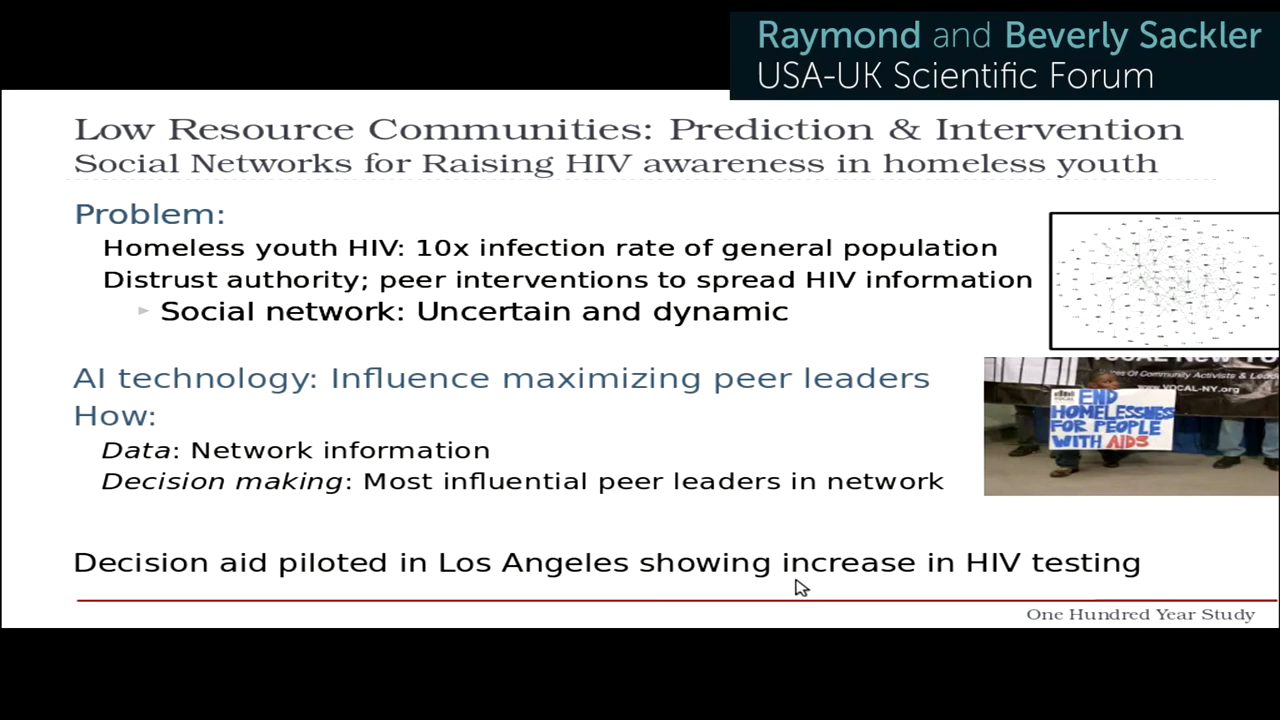 Raymond and Beverly Sackler
USA-UK Scientific Forum
Low Resource Communities: Prediction & Intervention
Social Networks for Raising HIV awareness in homeless youth
Problem:
Homeless youth HIV: 10x infection rate of general population
Distrust authority; peer interventions to spread HIV information
Social network: Uncertain and dynamic
AI technology: Influence maximizing peer leaders
How:
Data: Network information
Decision making: Most influential peer leaders in network
Of Community Activists &
www.VOCAL-NY.org
END
HOMELESSNESS
FOR PEOPLE
WITH AIDS
Decision aid piloted in Los Angeles showing increase in HIV testing
One Hundred Year Study